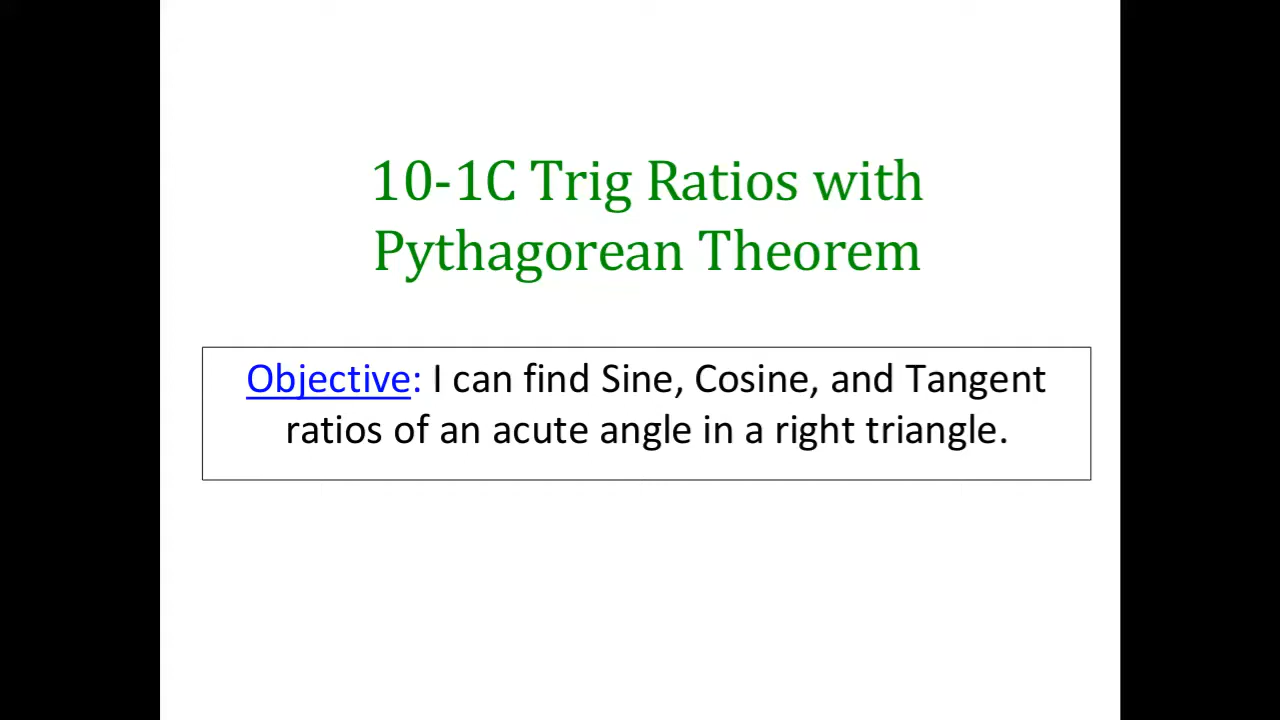 10-1C Trig Ratios with
Pythagorean Theorem
Objective: I can find Sine, Cosine, and Tangent
ratios of an acute angle in a right triangle.